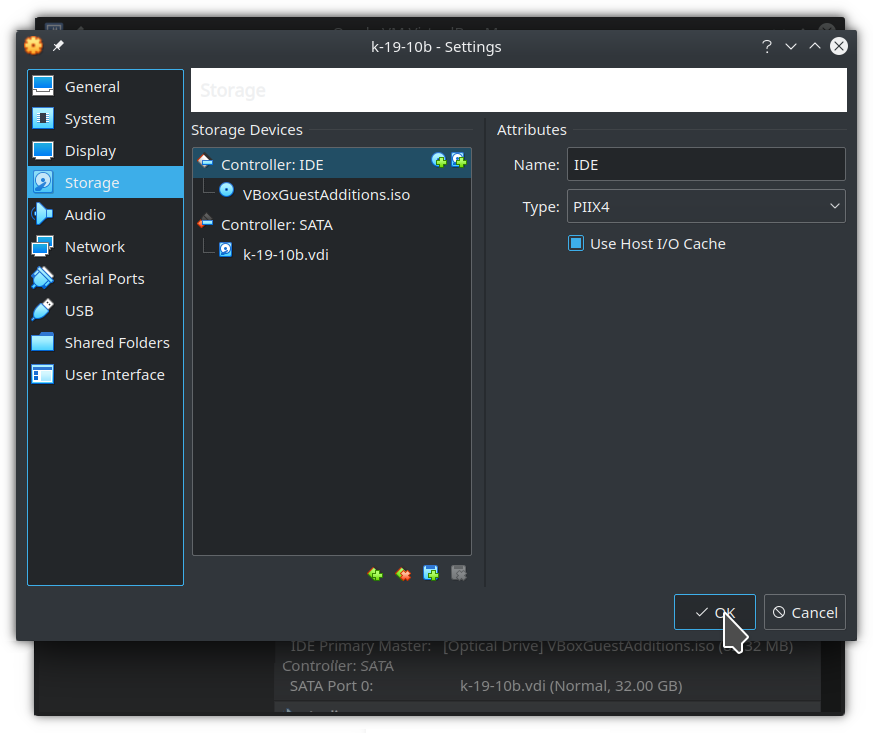 k-19-10b - Settings
General
System
Display
Storage
Audio
Network
Serial Ports
USB
Shared Folders
User Interface
Storage
Storage Devices
Controller: IDE
VBoxGuestAdditions.iso
Controller: SATA
k-19-10b.vdi
Attributes
Name: IDE
Type: PIIX4
Use Host I/O Cache
OK
Cancel
IDE Primary Master: [Optical Drive] VBoxGuestAdditions.iso 32 MB)
Controller: SATA
SATA Port 0: k-19-10b.vdi (Normal, 32.00 GB)